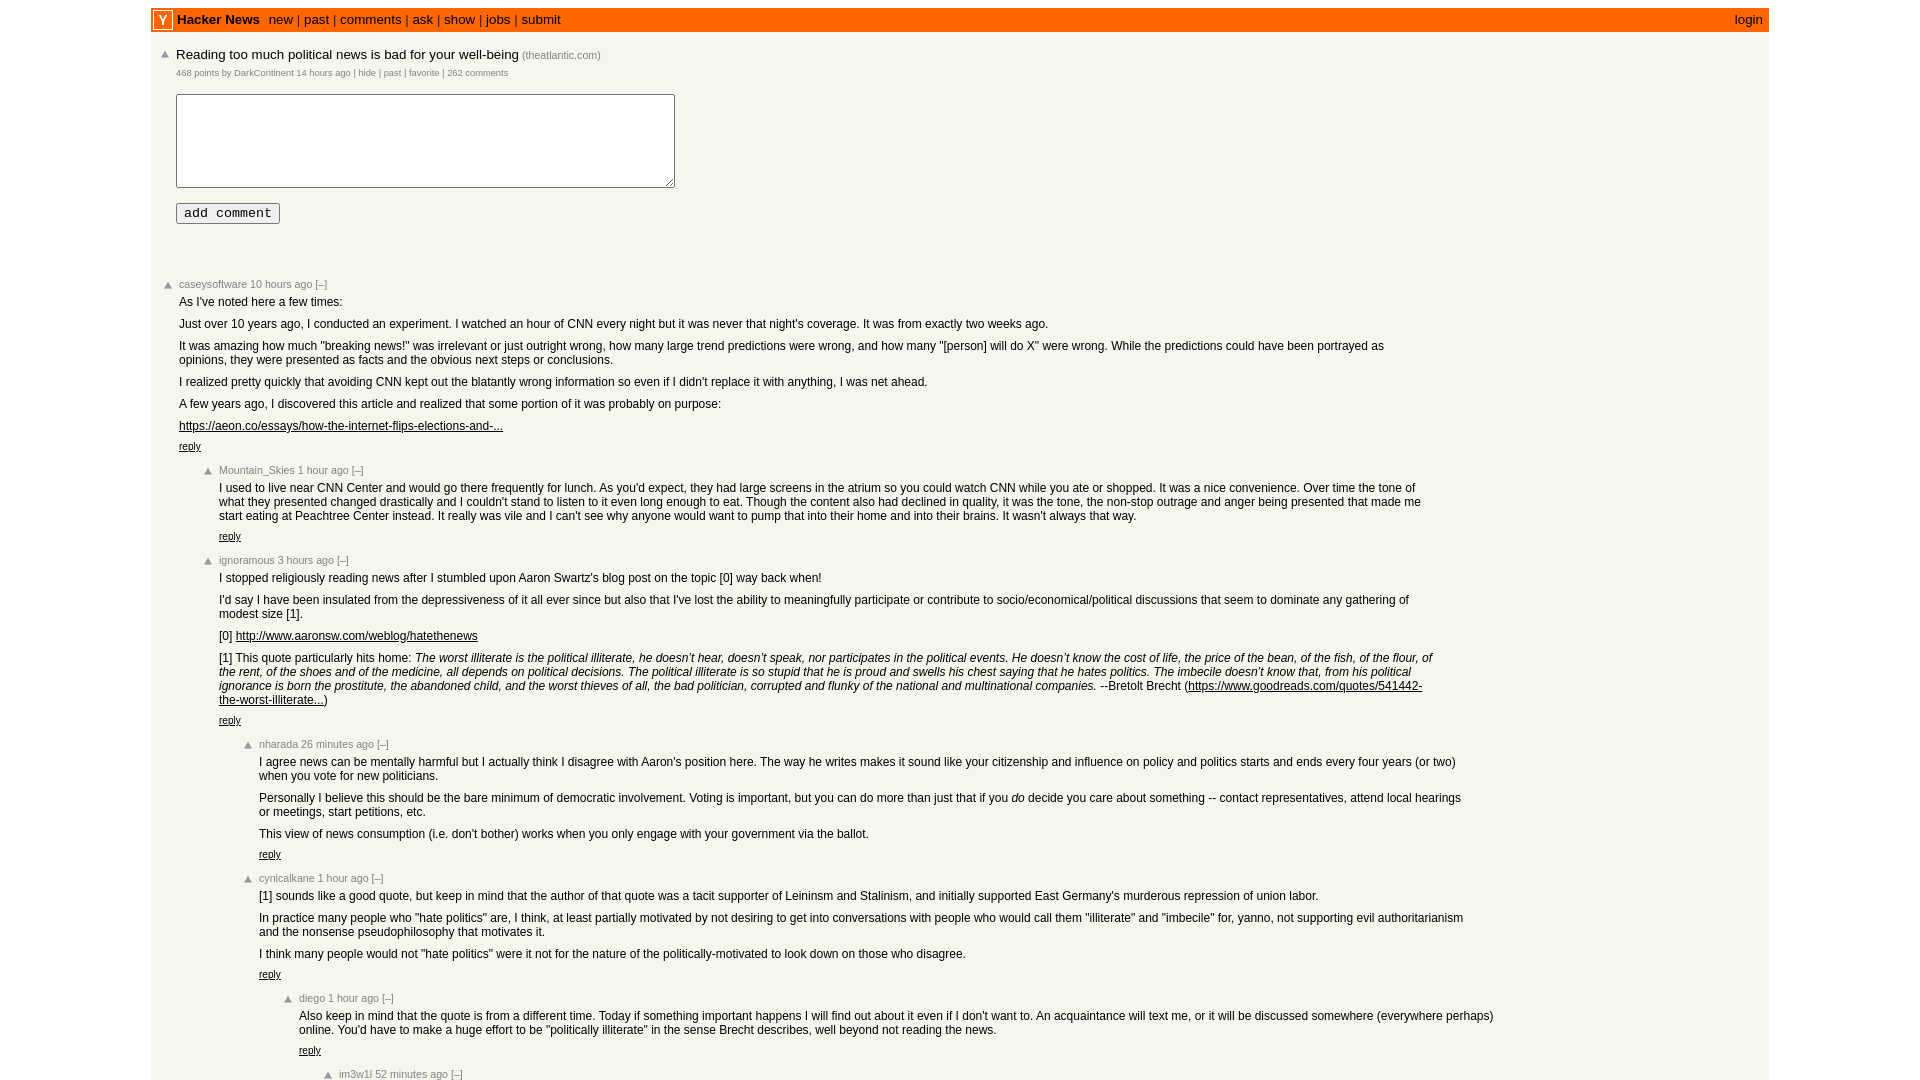 Y Hacker News new | past | comments | ask | show | jobs | submit login
Reading too much political news is bad for your well-being (theatlantic.com)
468 points by DarkContinent 14 hours ago | hide | past | favorite | 262 comments
add comment
caseysoftware 10 hours ago [–]
As I've noted here a few times:
Just over 10 years ago, I conducted an experiment. I watched an hour of CNN every night but it was never that night's coverage. It was from exactly two weeks ago.
It was amazing how much "breaking news!" was irrelevant or just outright wrong, how many large trend predictions were wrong, and how many "[person] will do X" were wrong. While the predictions could have been portrayed as
opinions, they were presented as facts and the obvious next steps or conclusions.
I realized pretty quickly that avoiding CNN kept out the blatantly wrong information so even if I didn't replace it with anything, I was net ahead.
A few years ago, I discovered this article and realized that some portion of it was probably on purpose:
https://aeon.co/essays/how-the-internet-flips-elections-and-...
reply
Mountain_Skies 1 hour ago [–]
I used to live near CNN Center and would go there frequently for lunch. As you'd expect, they had large screens in the atrium so you could watch CNN while you ate or shopped. It was a nice convenience. Over time the tone of
what they presented changed drastically and I couldn't stand to listen to it even long enough to eat. Though the content also had declined in quality, it was the tone, the non-stop outrage and anger being presented that made me
start eating at Peachtree Center instead. It really was vile and I can't see why anyone would want to pump that into their home and into their brains. It wasn't always that way.
reply
ignoramous 3 hours ago [–]
I stopped religiously reading news after I stumbled upon Aaron Swartz's blog post on the topic [0] way back when!
I'd say I have been insulated from the depressiveness of it all ever since but also that I've lost the ability to meaningfully participate or contribute to socio/economical/political discussions that seem to dominate any gathering of
modest size [1].
[0] http://www.aaronsw.com/weblog/hatethenews
[1] This quote particularly hits home: The worst illiterate is the political illiterate, he doesn’t hear, doesn’t speak, nor participates in the political events. He doesn’t know the cost of life, the price of the bean, of the fish, of the flour, of
the rent, of the shoes and of the medicine, all depends on political decisions. The political illiterate is so stupid that he is proud and swells his chest saying that he hates politics. The imbecile doesn’t know that, from his political
ignorance is born the prostitute, the abandoned child, and the worst thieves of all, the bad politician, corrupted and flunky of the national and multinational companies. --Bretolt Brecht (https://www.goodreads.com/quotes/541442-
the-worst-illiterate...)
reply
nharada 26 minutes ago [–]
I agree news can be mentally harmful but I actually think I disagree with Aaron's position here. The way he writes makes it sound like your citizenship and influence on policy and politics starts and ends every four years (or two)
when you vote for new politicians.
Personally I believe this should be the bare minimum of democratic involvement. Voting is important, but you can do more than just that if you do decide you care about something -- contact representatives, attend local hearings
or meetings, start petitions, etc.
This view of news consumption (i.e. don't bother) works when you only engage with your government via the ballot.
reply
cynicalkane 1 hour ago [–]
[1] sounds like a good quote, but keep in mind that the author of that quote was a tacit supporter of Leininsm and Stalinism, and initially supported East Germany's murderous repression of union labor.
In practice many people who "hate politics" are, I think, at least partially motivated by not desiring to get into conversations with people who would call them "illiterate" and "imbecile" for, yanno, not supporting evil authoritarianism
and the nonsense pseudophilosophy that motivates it.
I think many people would not "hate politics" were it not for the nature of the politically-motivated to look down on those who disagree.
reply
diego 1 hour ago [–]
Also keep in mind that the quote is from a different time. Today if something important happens I will find out about it even if I don't want to. An acquaintance will text me, or it will be discussed somewhere (everywhere perhaps)
online. You'd have to make a huge effort to be "politically illiterate" in the sense Brecht describes, well beyond not reading the news.
reply
im3w1l 52 minutes ago [–]